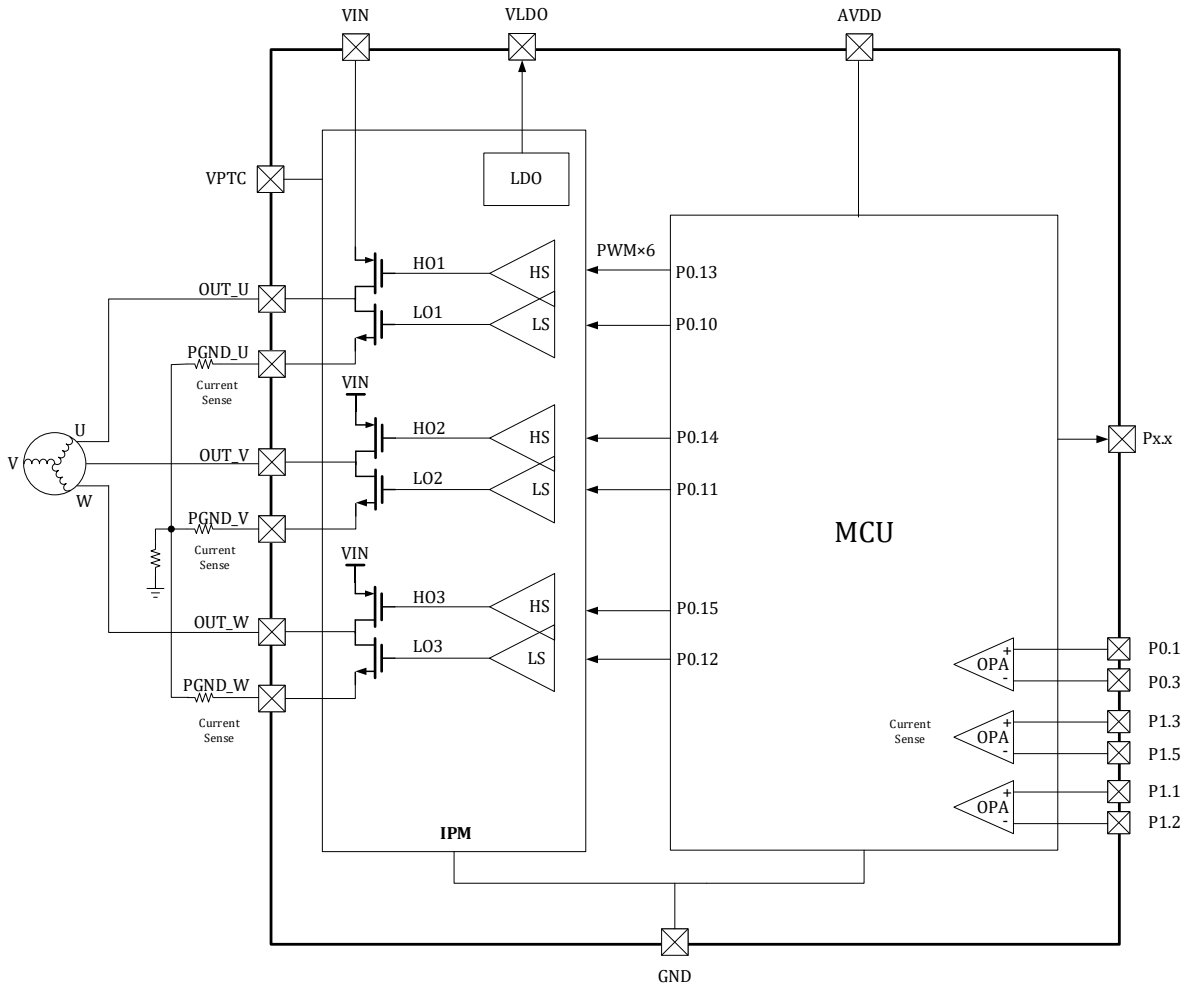 VIN
VLDO
AVDD
VPTC
LDO
PWM×6
HO1
HS
P0.13
OUT_U
LO1
LS
P0.10
PGND_U
Current
Sense
VIN
U
HO2
HS
P0.14
Px.x
V
OUT_V
LO2
LS
P0.11
W
PGND_V
MCU
Current
Sense
VIN
HO3
HS
P0.15
OUT_W
LO3
LS
P0.12
OPA
+
-
P0.1
P0.3
PGND_W
Current
Sense
Current
Sense
OPA
+
-
P1.3
P1.5
OPA
+
-
P1.1
P1.2
IPM
GND